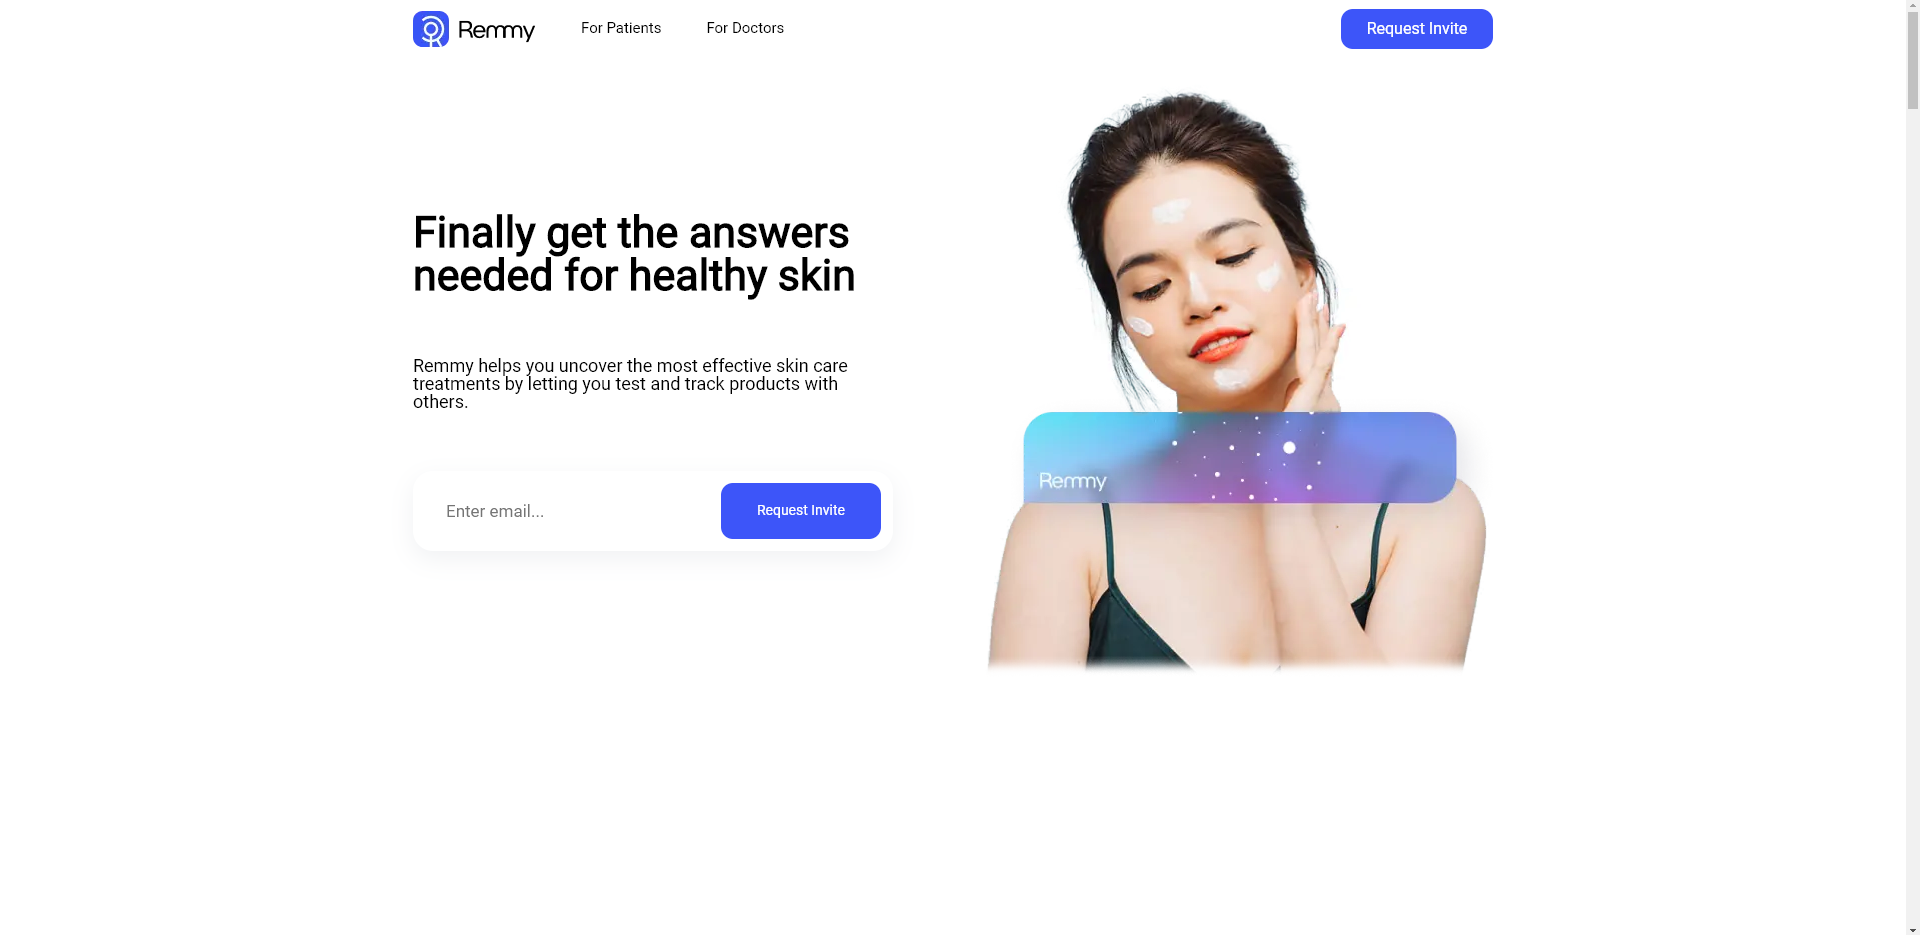 Remmy
For Patients
For Doctors
Request Invite
Finally get the answers
needed for healthy skin
Remmy helps you uncover the most effective skin care
treatments by letting you test and track products with
others.
Enter email...
Request Invite
Remmy